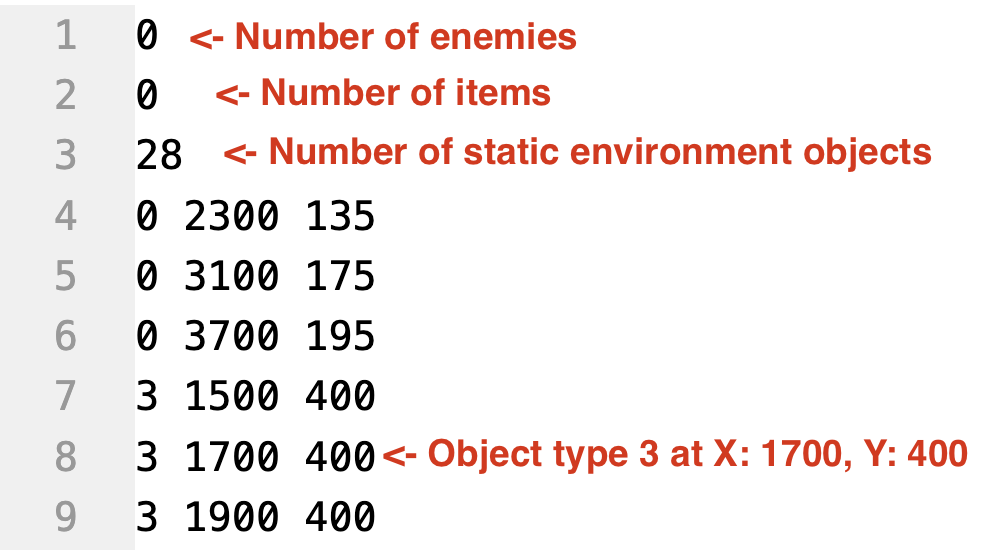 1 0 <- Number of enemies
2 0 <- Number of items
3 28 <- Number of static environment objects
4 0 2300 135
5 0 3100 175
6 0 3700 195
7 3 1500 400
8 3 1700 400 <- Object type 3 at X: 1700, Y: 400
9 3 1900 400